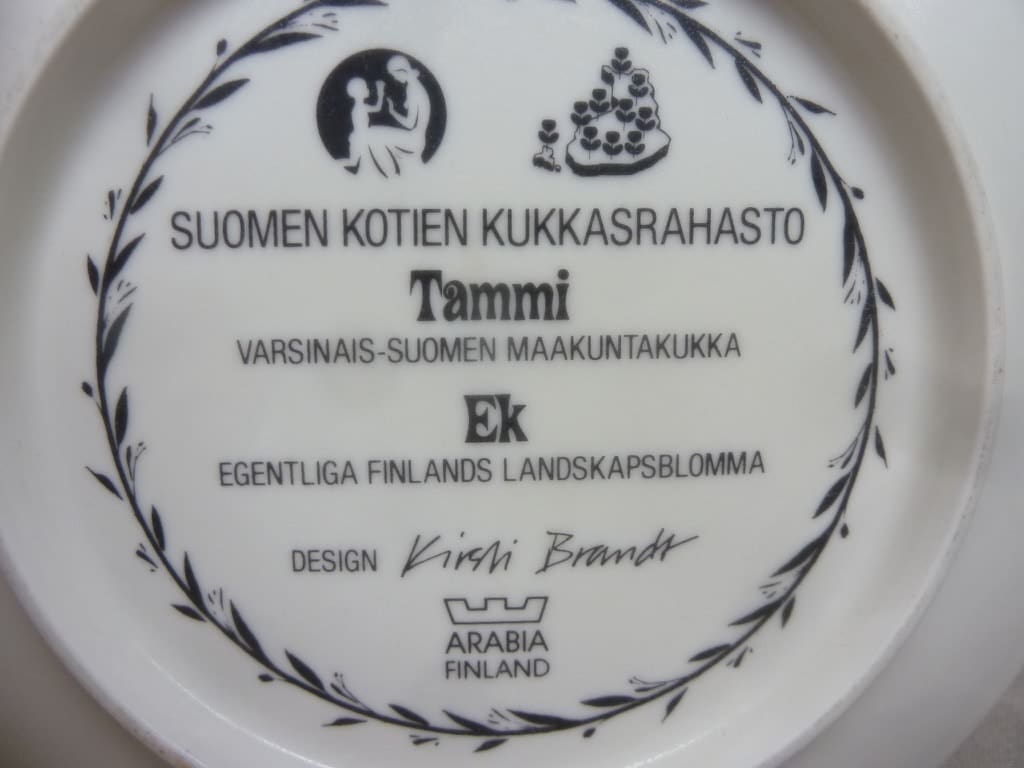 SUOMEN KOTIEN KUKKASRAHASTO
Tammi
VARSINAIS-SUOMEN MAAKUNTAKUKKA
Ek
EGENTLIGA FINLANDS LANDSKAPSBLOMMA
DESIGN Kirsti Brandt
ARABIA
FINLAND